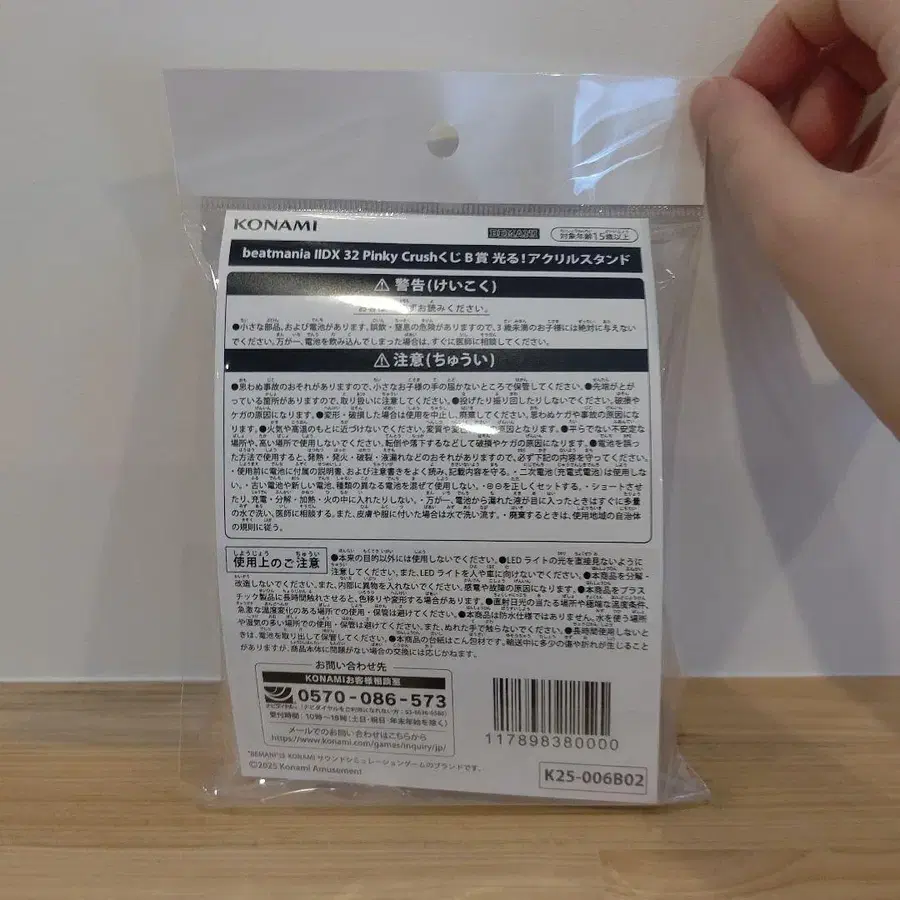 KONAMI
BEMANI
対象年齢15歳以上
beatmania IIDX 32 Pinky Crushくじ B賞 光る！アクリルスタンド
⚠警告(けいこく)
ずお読みください。
●小さな部品、および電池があります。誤飲・窒息の危険がありますので、3歳未満のお子様には絶対に与えない
でください。万が一、電池を飲み込んでしまった場合は、すぐに医師に相談してください。
⚠注意(ちゅうい)
●思わぬ事故のおそれがありますので、小さなお子様の手の届かないところで保管してください。●先端がとが
っている箇所がありますので、取り扱いに注意してください。●投げたり振り回したりしないでください。破損や
ケガの原因になります。●変形・破損した場合は使用を中止し、廃棄してください。思わぬケガや事故の原因にな
ります。●火気や高温のもとに近づけないでください。変質や変 原因となります。●平らでない不安定な
場所や、高い場所で使用しないでください。転倒や落下するなどして破損やケガの原因になります。●電池を誤っ
た方法で使用すると、発熱・発火・破裂・液漏れなどのおそれがありますので、必ず下記の内容を守ってください。
・使用前に電池に付属の説明書、および注意書きをよく読み、記載内容を守る。・二次電池(充電式電池)は使用しな
い。・古い電池や新しい電池、種類の異なる電池を混ぜて使用しない。・⊕⊖を正しくセットする。・ショートさせ
たり、充電・分解・加熱・火の中に入れたりしない。・万が一、電池から漏れた液が目に入ったときはすぐに多量
の水で洗い、医師に相談する。また、皮膚や服に付いた場合は水で洗い流す。・廃棄するときは、使用地域の自治体
の規則に従う。
使用上のご注意
●本来の目的以外には使用しないでください。●LEDライトの光を直接見ないように
注意してください。また、LEDライトを人や車に向けないでください。●本商品を分解・
改造しないでください。また、内部に異物を入れないでください。感電や故障の原因になります。●本商品をプラス
チック製品に長時間触れさせると、色移りや変形する場合があります。●直射日光の当たる場所や極端な温度条件、
急激な温度変化のある場所での使用・保管は避けてください。●本商品は防水仕様ではありません。水を使う場所
や湿気の多い場所での使用・保管は避けてください。また、ぬれた手で触らないでください。●長時間使用しないと
きは、電池を取り出して保管してください。●本商品の台紙はこん包材です。輸送中に多少の傷や折れが生じること
がありますが、商品本体に問題がない場合の交換には応じかねます。
お問い合わせ先
KONAMIお客様相談室
ナビダイヤル
0570-086-573
受付時間：10時～18時(土日・祝日・年末年始を除く)
メールでのお問い合わせはこちらから
https://www.konami.com/games/inquiry/jp/
117898380000
"BEMANI"は KONAMI サウンドシミュレーションゲームのブランドです。
©2025 Konami Amusement
K25-006B02